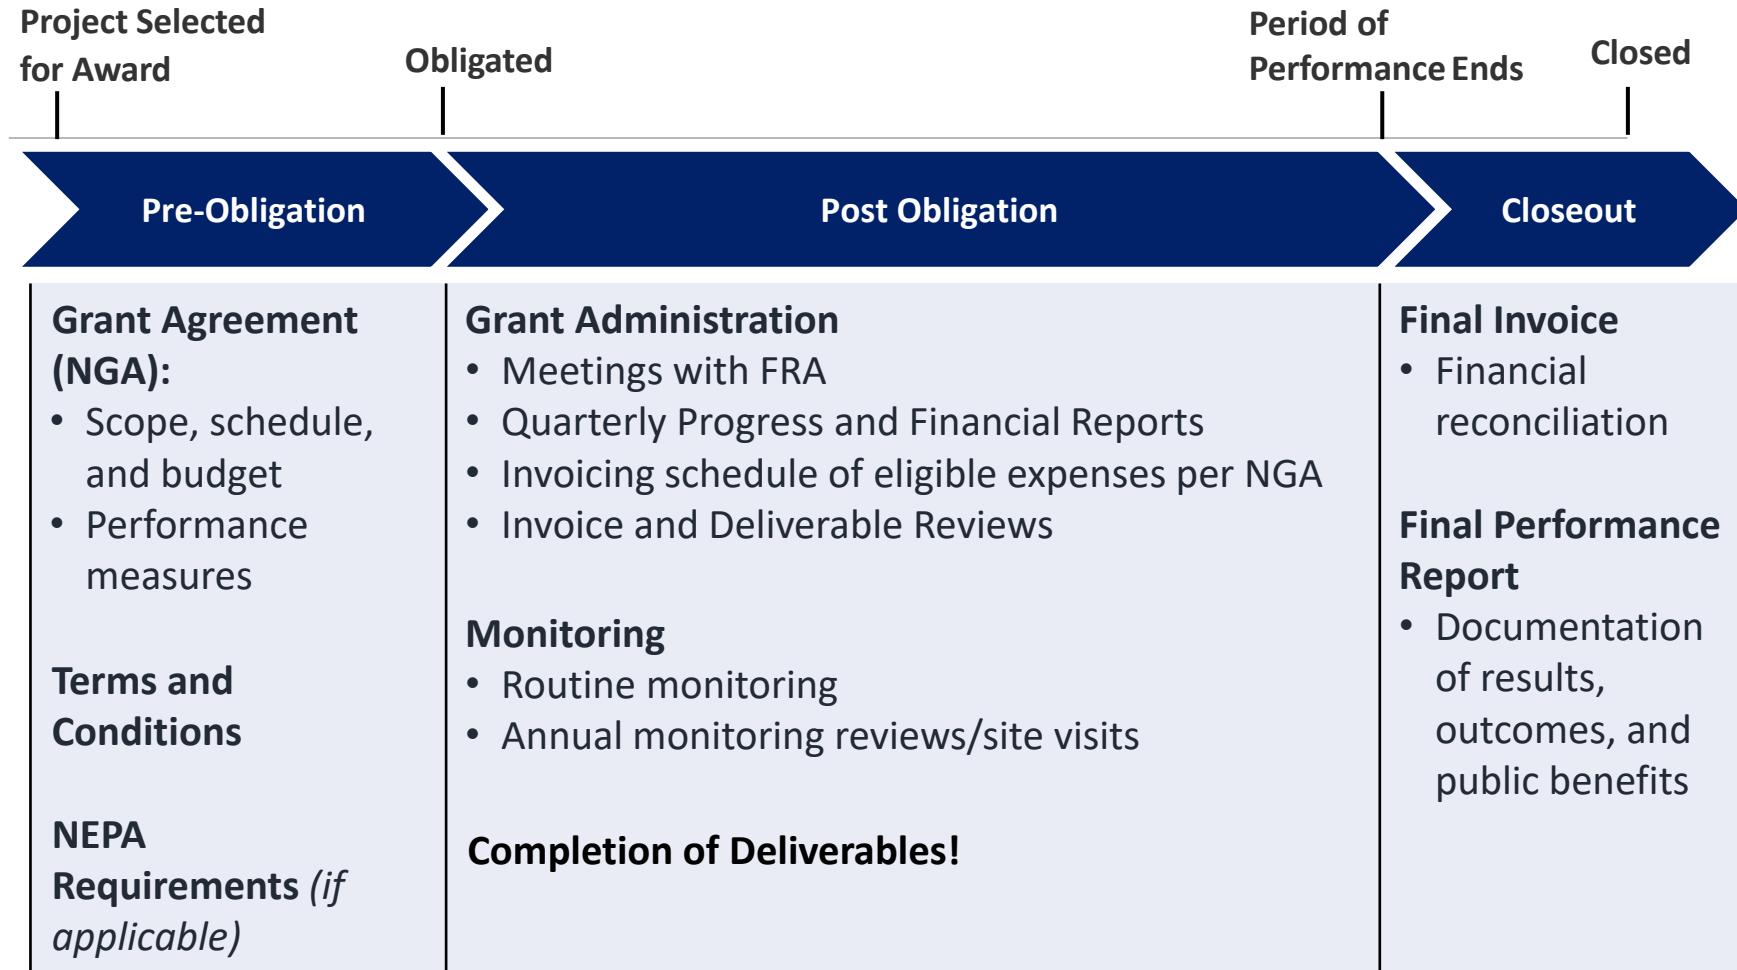 Project Selected
for Award
Obligated
Period of
Performance Ends
Closed
Pre-Obligation
Post Obligation
Closeout
Grant Agreement
(NGA):
• Scope, schedule,
and budget
• Performance
measures
Terms and
Conditions
NEPA
Requirements (if
applicable)
Grant Administration
• Meetings with FRA
• Quarterly Progress and Financial Reports
• Invoicing schedule of eligible expenses per NGA
• Invoice and Deliverable Reviews
Monitoring
• Routine monitoring
• Annual monitoring reviews/site visits
Completion of Deliverables!
Final Invoice
• Financial
reconciliation
Final Performance
Report
• Documentation
of results,
outcomes, and
public benefits